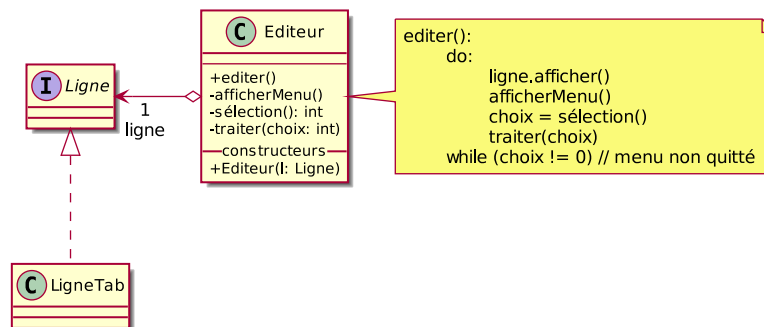 I Ligne
1
ligne
C Editeur
+editer()
-afficherMenu()
-sélection(): int
-traiter(choix: int)
constructeurs
+Editeur(l: Ligne)
editer():
do:
ligne.afficher()
afficherMenu()
choix = sélection()
traiter(choix)
while (choix != 0) // menu non quitté
C LigneTab